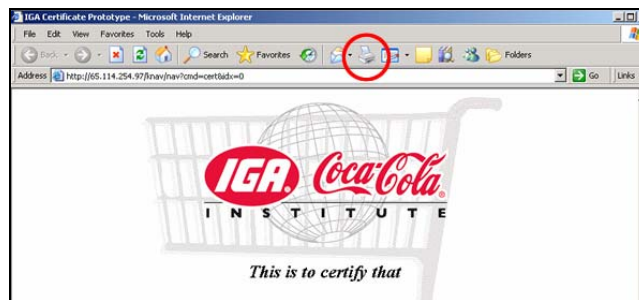 IGA Certificate Prototype - Microsoft Internet Explorer
File Edit View Favorites Tools Help
Back Search Favorites Folders
Address http://65.114.254.97/knav/nav?cmd=cert&idx=0 Go Links
IGA. Coca-Cola
INSTITUTE
This is to certify that